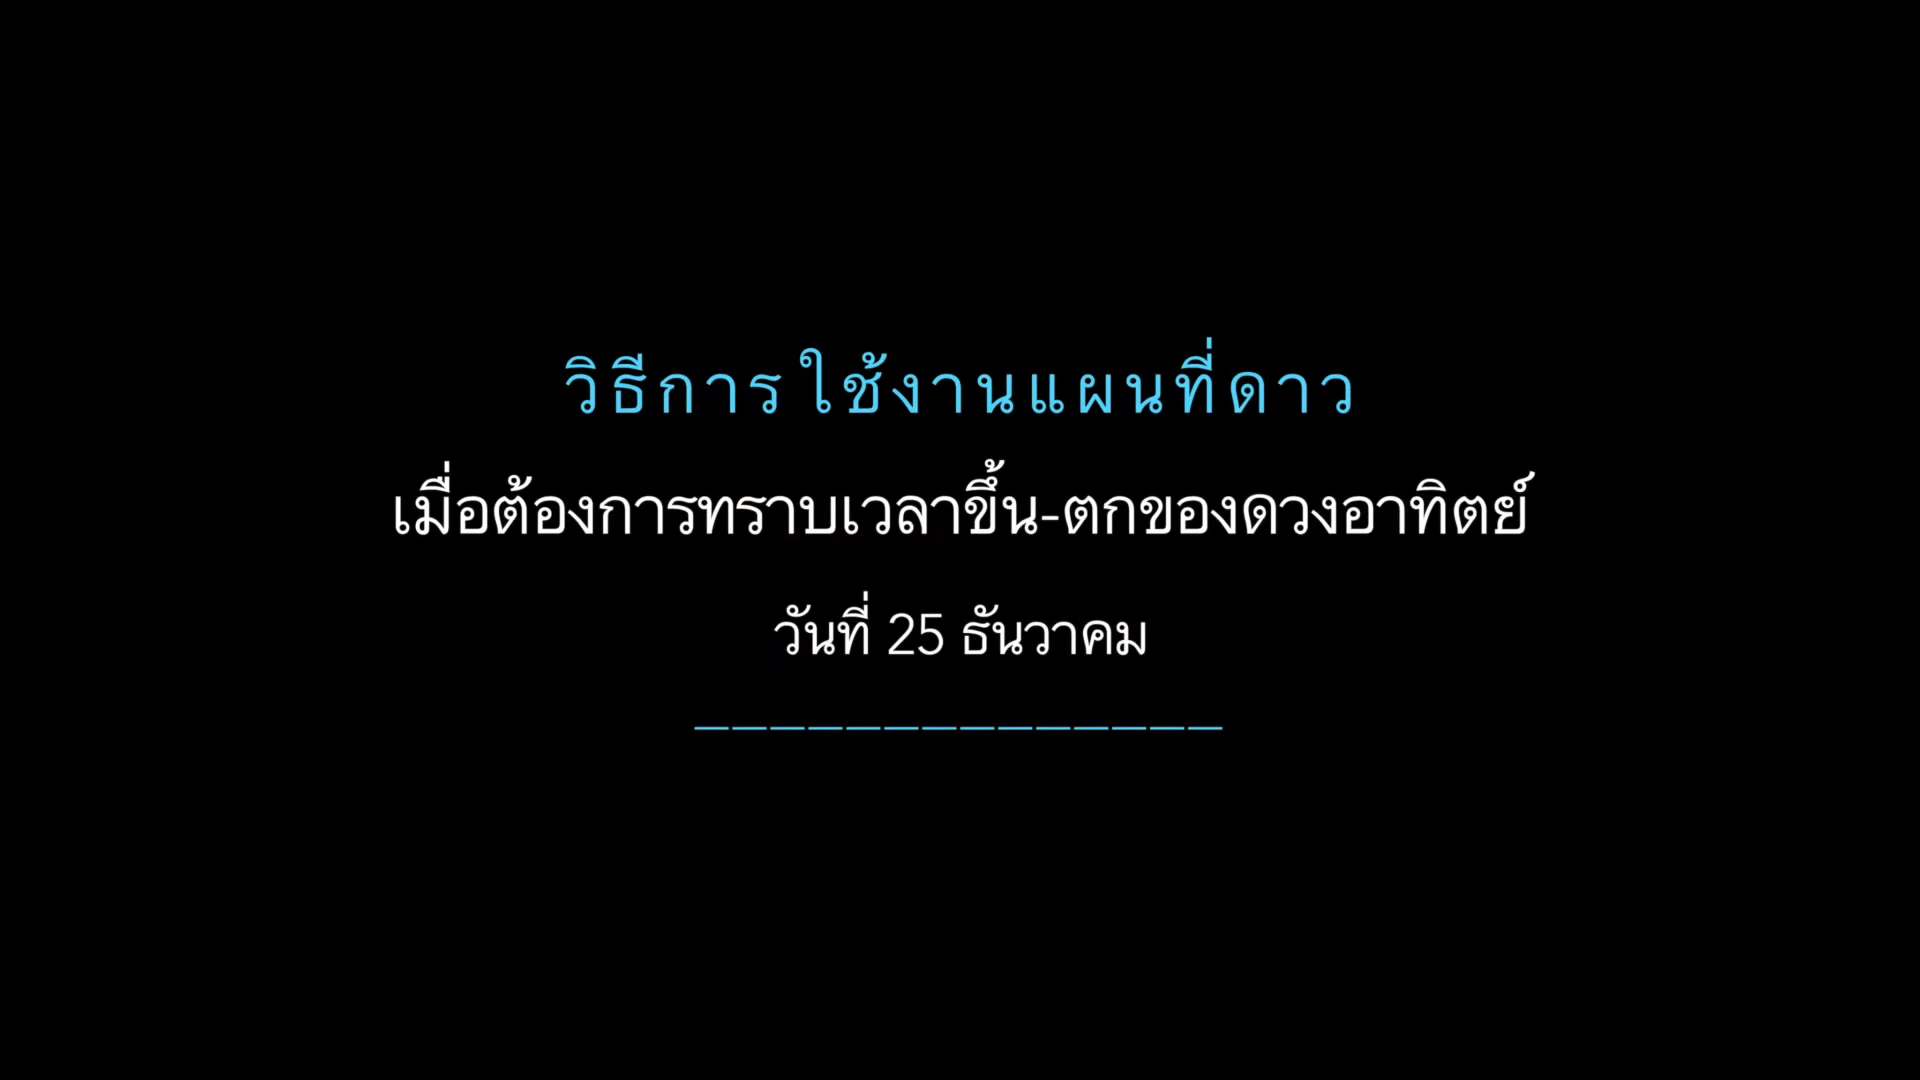 วิธีการใช้งานแผนที่ดาว
เมื่อต้องการทราบเวลาขึ้น-ตกของดวงอาทิตย์
วันที่ 25 ธันวาคม